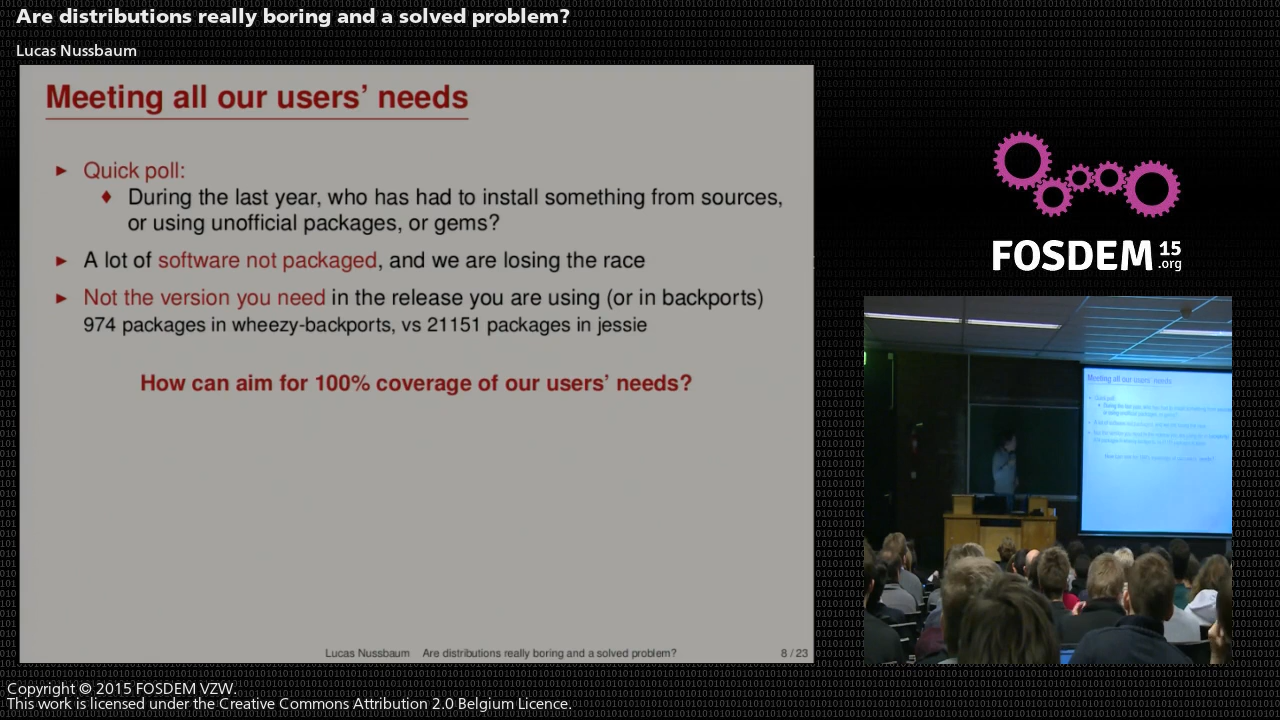 Are distributions really boring and a solved problem?
Lucas Nussbaum
Meeting all our users' needs
► Quick poll:
♦ During the last year, who has had to install something from sources,
or using unofficial packages, or gems?
► A lot of software not packaged, and we are losing the race
► Not the version you need in the release you are using (or in backports)
974 packages in wheezy-backports, vs 21151 packages in jessie
How can aim for 100% coverage of our users' needs?
Lucas Nussbaum Are distributions really boring and a solved problem? 8 / 23
FOSDEM 15
.org
Meeting all our users' needs
Copyright © 2015 FOSDEM VZW.
This work is licensed under the Creative Commons Attribution 2.0 Belgium Licence.